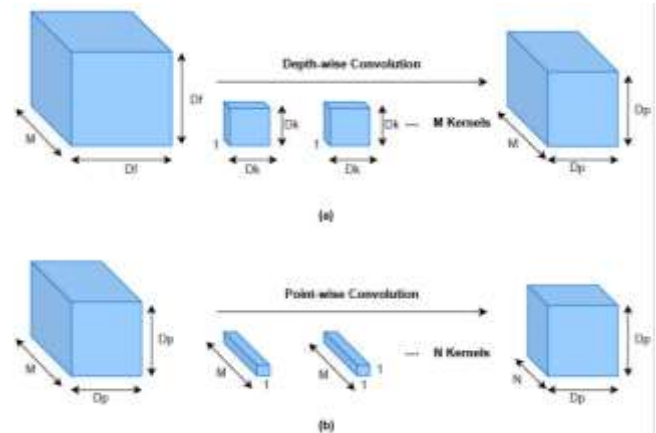 Depth-wise Convolution
Df
M
Df
1
Dk
Dk
Dk
Dk
--- M Kernels
M
Dp
Dp
(a)
Point-wise Convolution
Dp
M
Dp
M
1
1
M
1
1
--- N Kernels
N
Dp
Dp
(b)